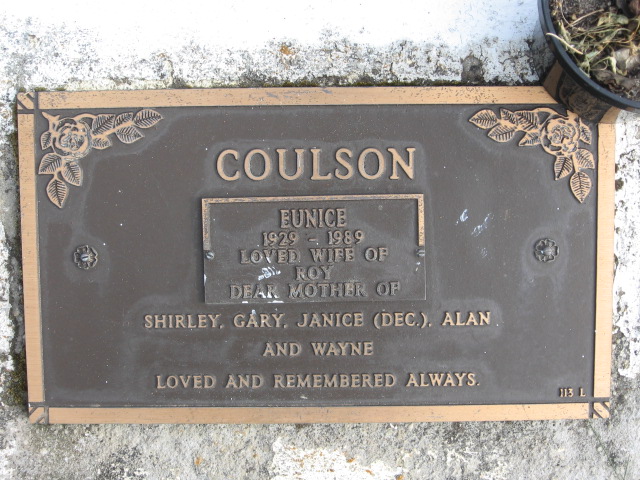 COULSON
EUNICE
1929 - 1989
LOVED WIFE OF
ROY
DEAR MOTHER OF
SHIRLEY, GARY, JANICE (DEC.), ALAN
AND WAYNE
LOVED AND REMEMBERED ALWAYS.
113 L